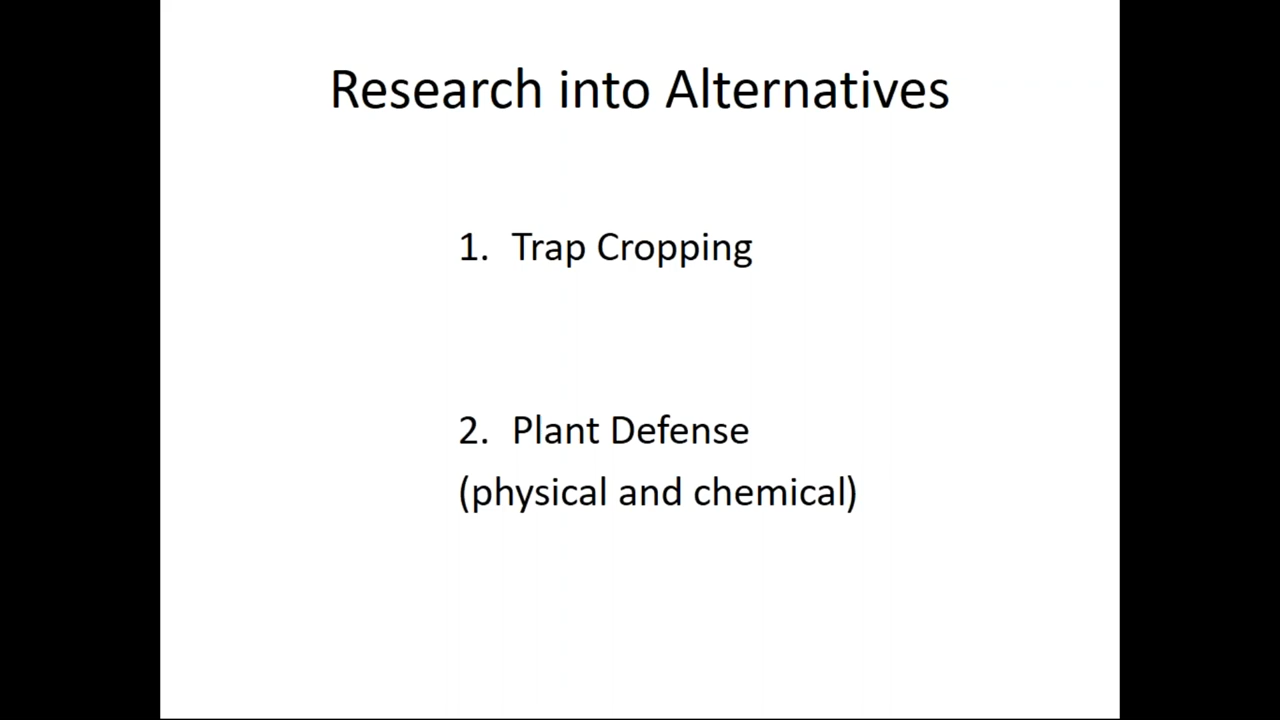 Research into Alternatives
1. Trap Cropping
2. Plant Defense
(physical and chemical)